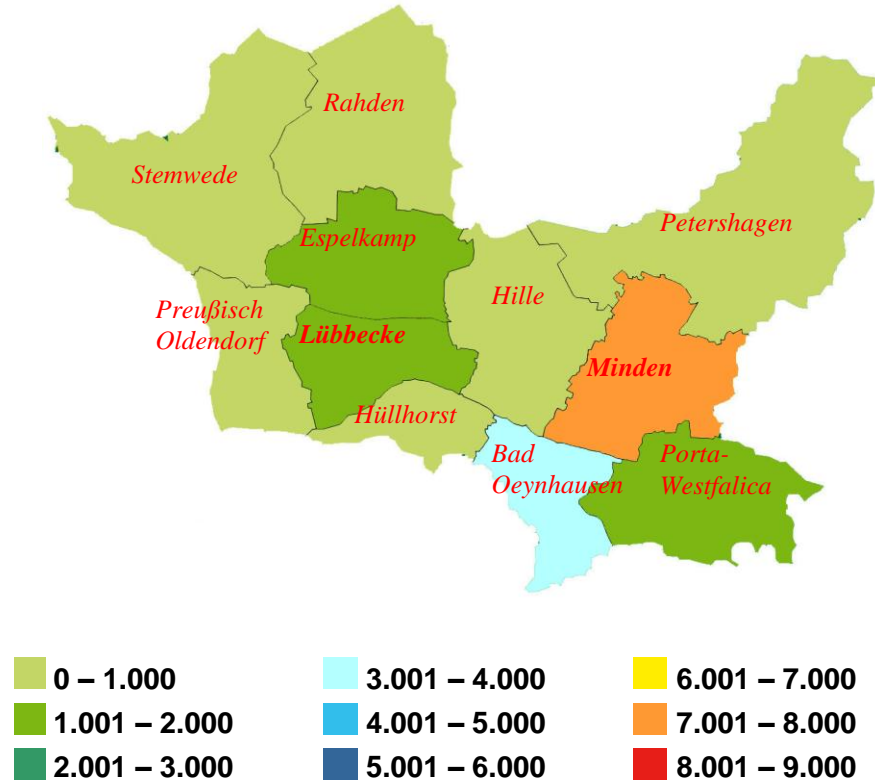 Rahden
Stemwede
Petershagen
Espelkamp
Hille
Preußisch
Oldendorf
Lübbecke
Minden
Hüllhorst
Bad
Oeynhausen
Porta-
Westfalica
0 – 1.000
1.001 – 2.000
2.001 – 3.000
3.001 – 4.000
4.001 – 5.000
5.001 – 6.000
6.001 – 7.000
7.001 – 8.000
8.001 – 9.000